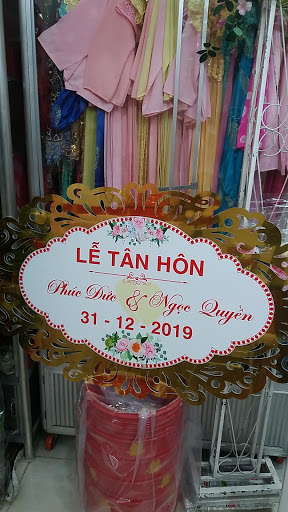 LỄ TÂN HÔN
Phúc Đức & Ngọc Quyền
31 - 12 - 2019